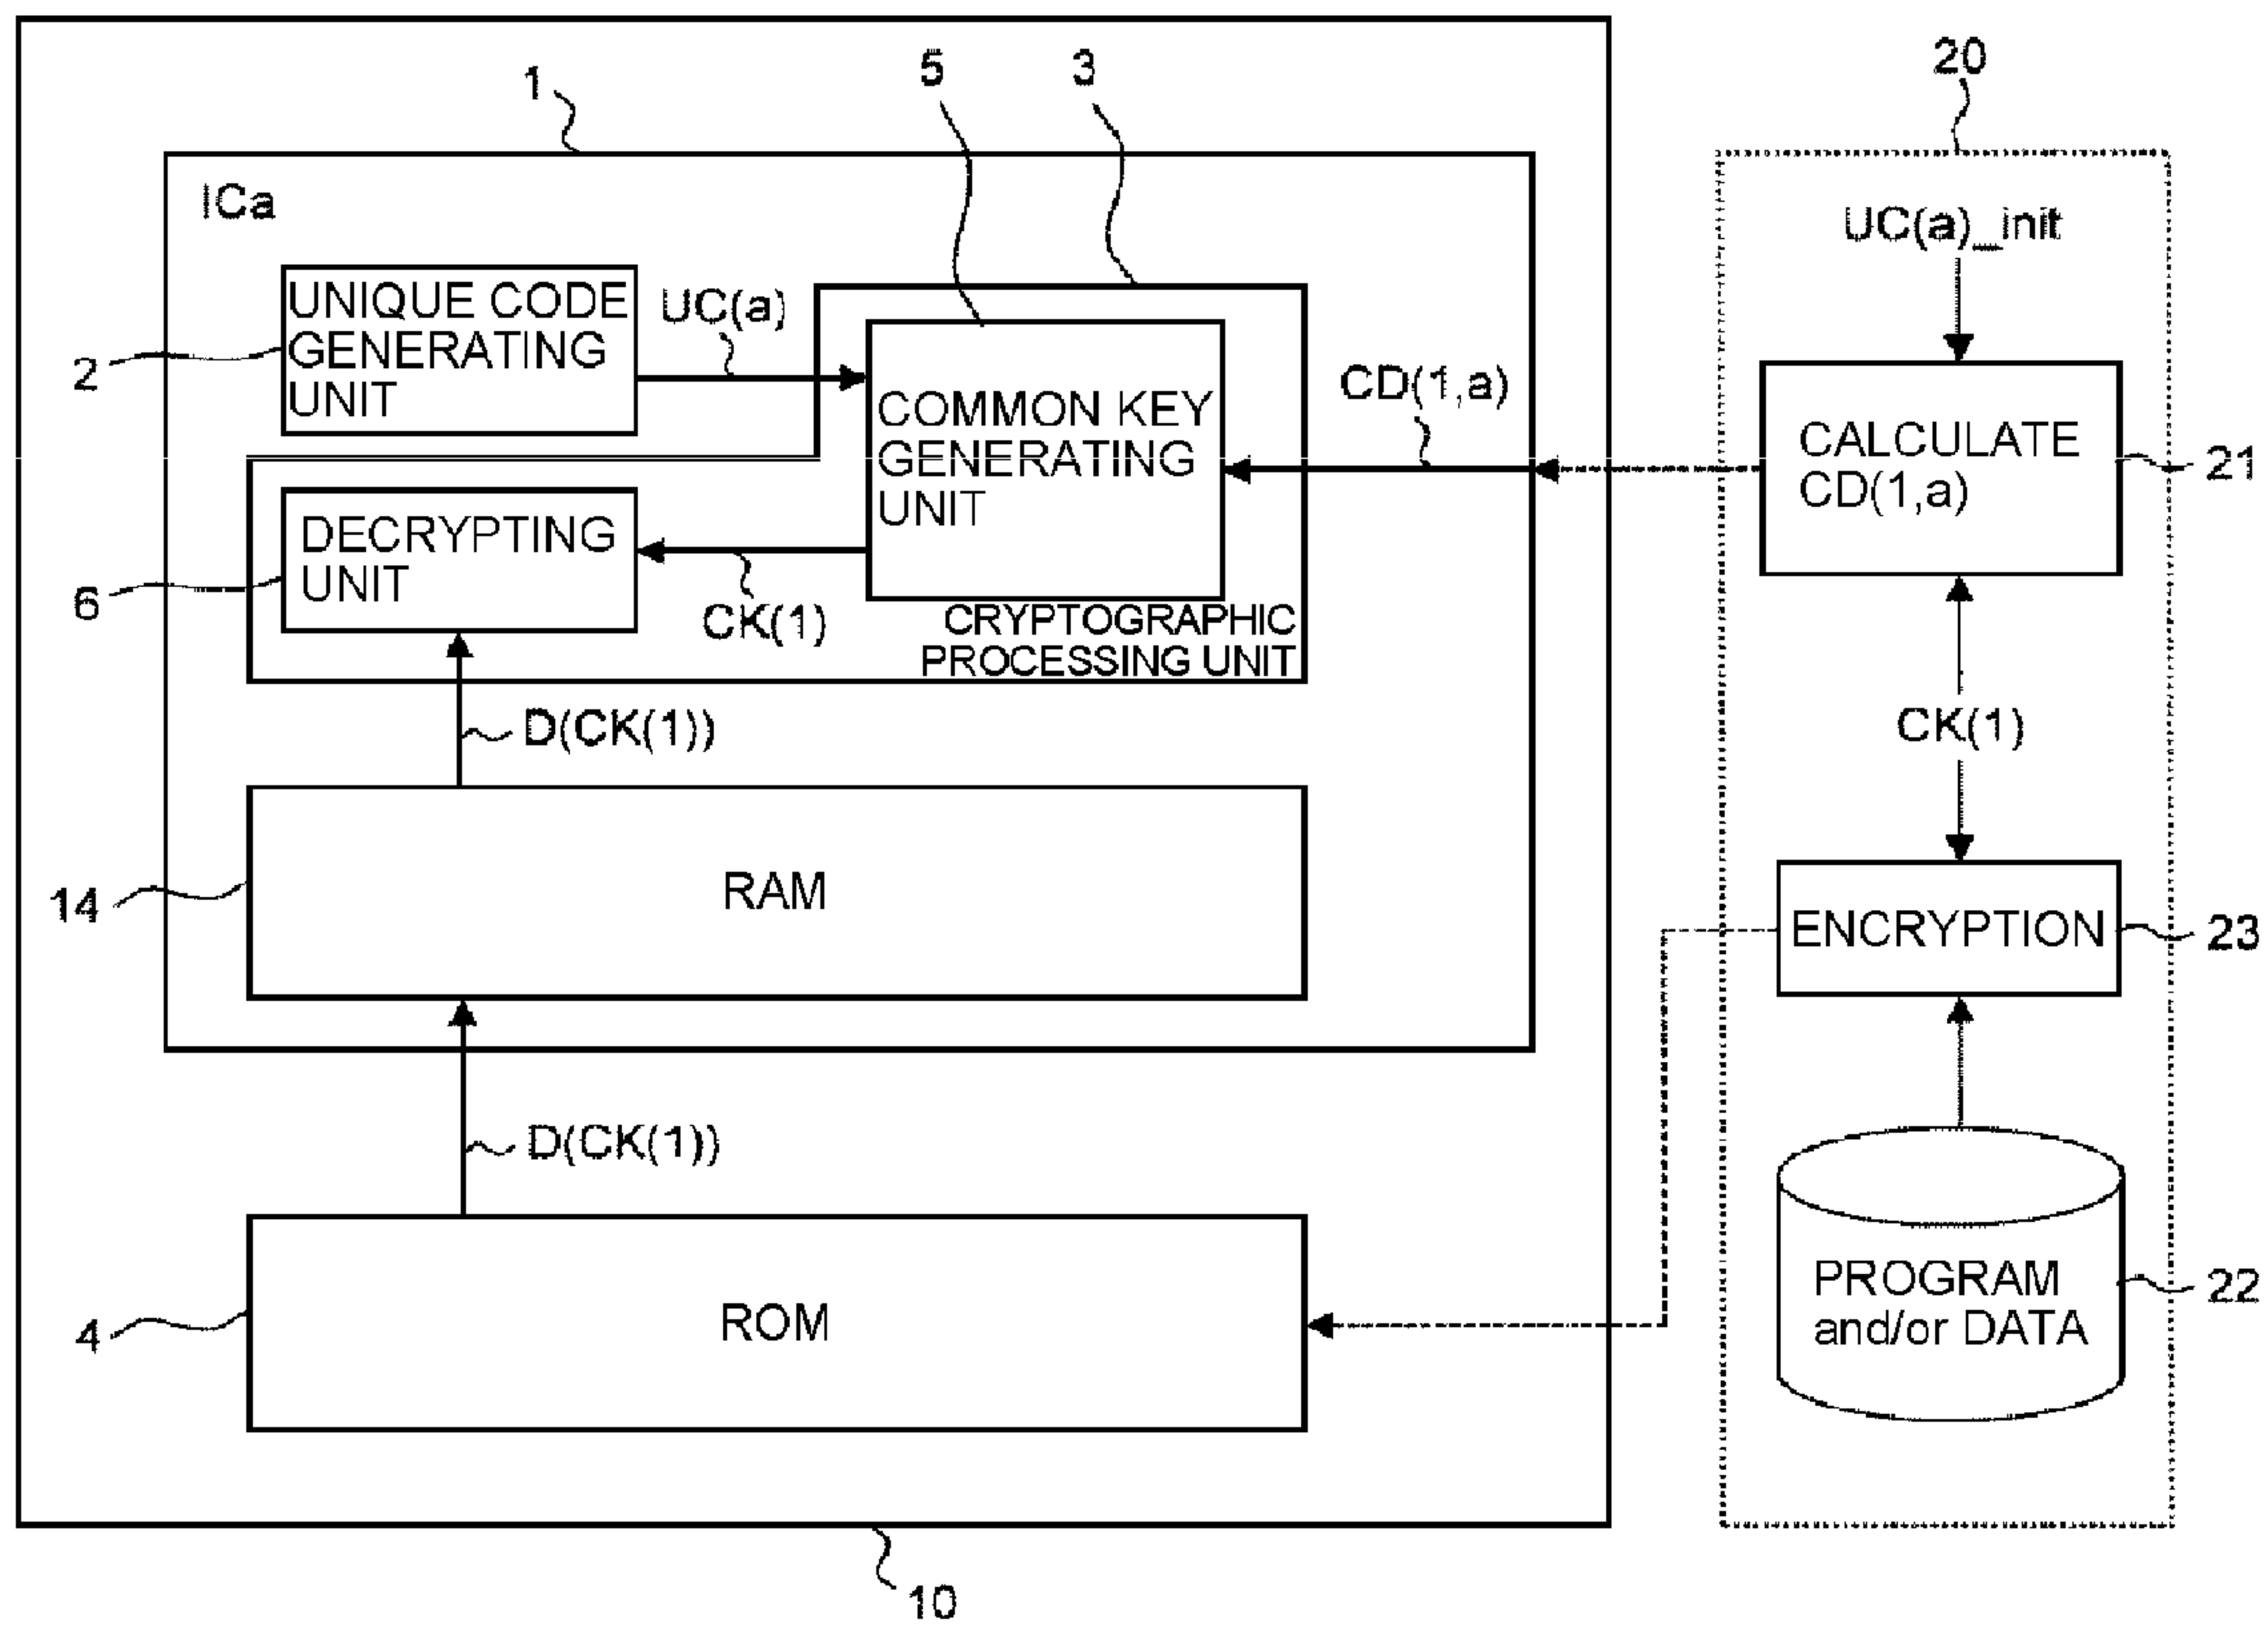 5
3
20
1
ICa
UC(a)_init
UNIQUE CODE
GENERATING
UNIT
UC(a)
2
COMMON KEY
GENERATING
UNIT
CD(1,a)
CALCULATE
CD(1,a)
21
DECRYPTING
UNIT
6
CK(1)
CRYPTOGRAPHIC
PROCESSING UNIT
D(CK(1))
CK(1)
RAM
14
ENCRYPTION
23
D(CK(1))
ROM
4
PROGRAM
and/or DATA
22
10